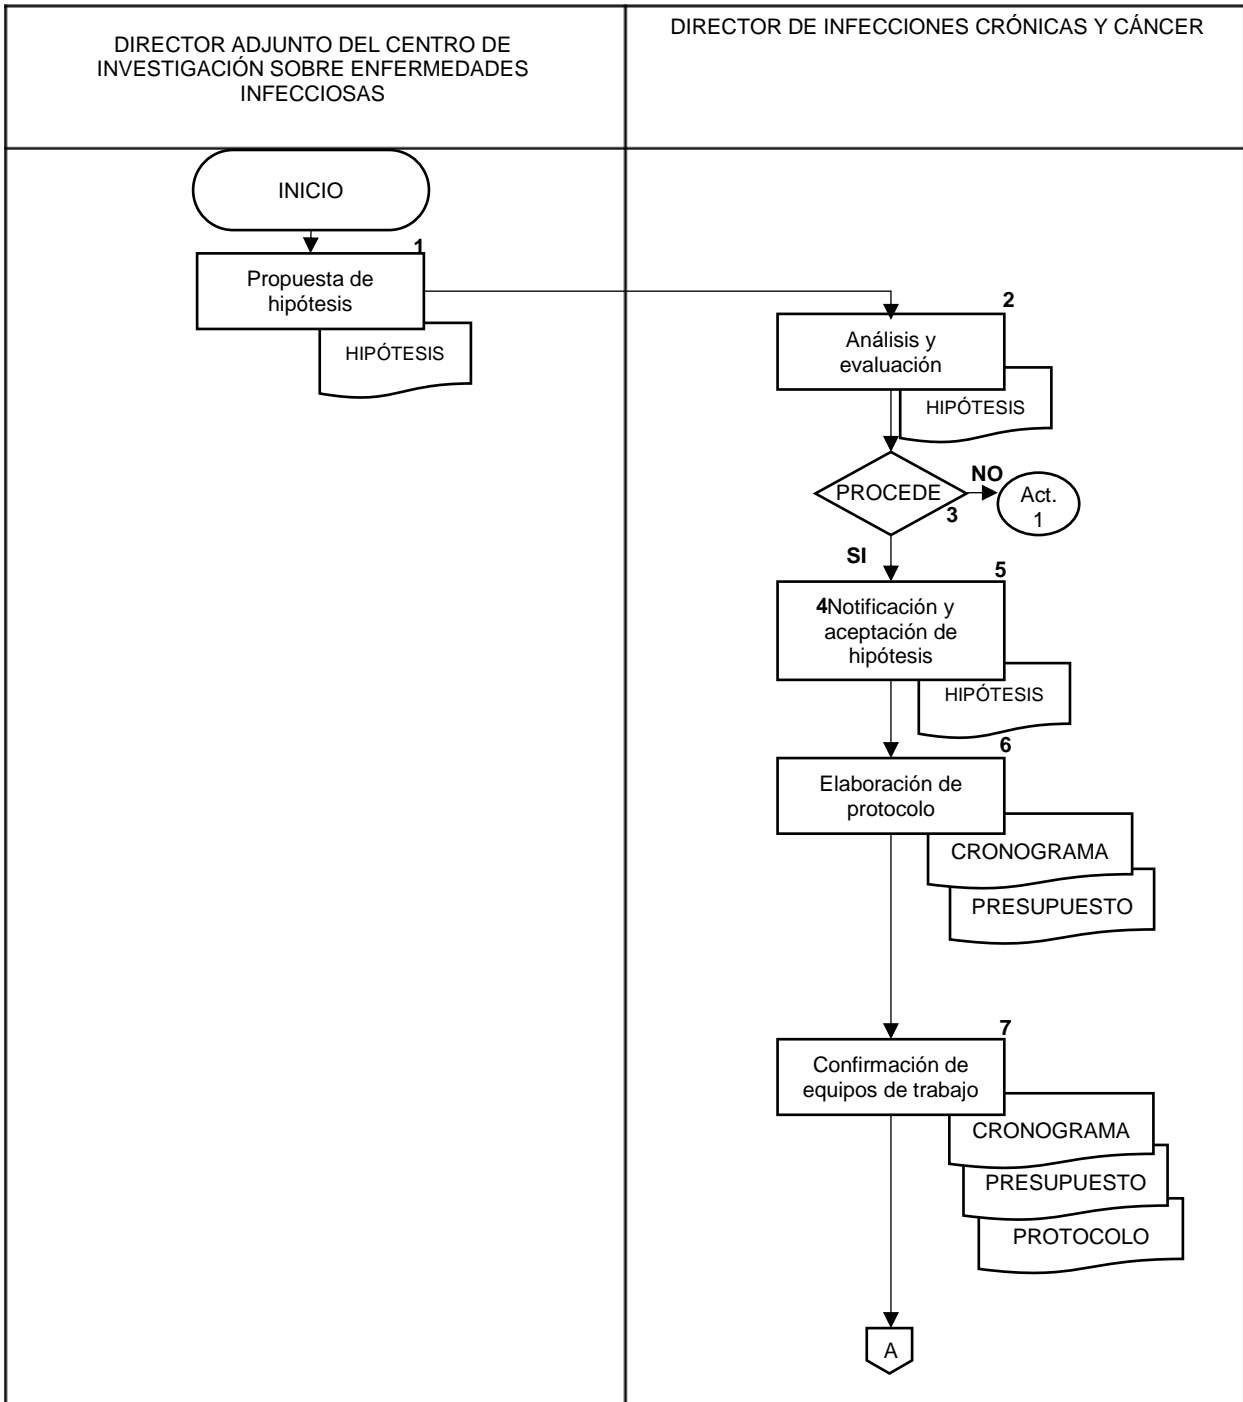 DIRECTOR ADJUNTO DEL CENTRO DE
INVESTIGACIÓN SOBRE ENFERMEDADES
INFECCIOSAS
DIRECTOR DE INFECCIONES CRÓNICAS Y CÁNCER
INICIO
1
Propuesta de
hipótesis
HIPÓTESIS
2
Análisis y
evaluación
HIPÓTESIS
PROCEDE
3
NO
Act.
1
SI
5
4Notificación y
aceptación de
hipótesis
HIPÓTESIS
6
Elaboración de
protocolo
CRONOGRAMA
PRESUPUESTO
7
Confirmación de
equipos de trabajo
CRONOGRAMA
PRESUPUESTO
PROTOCOLO
A